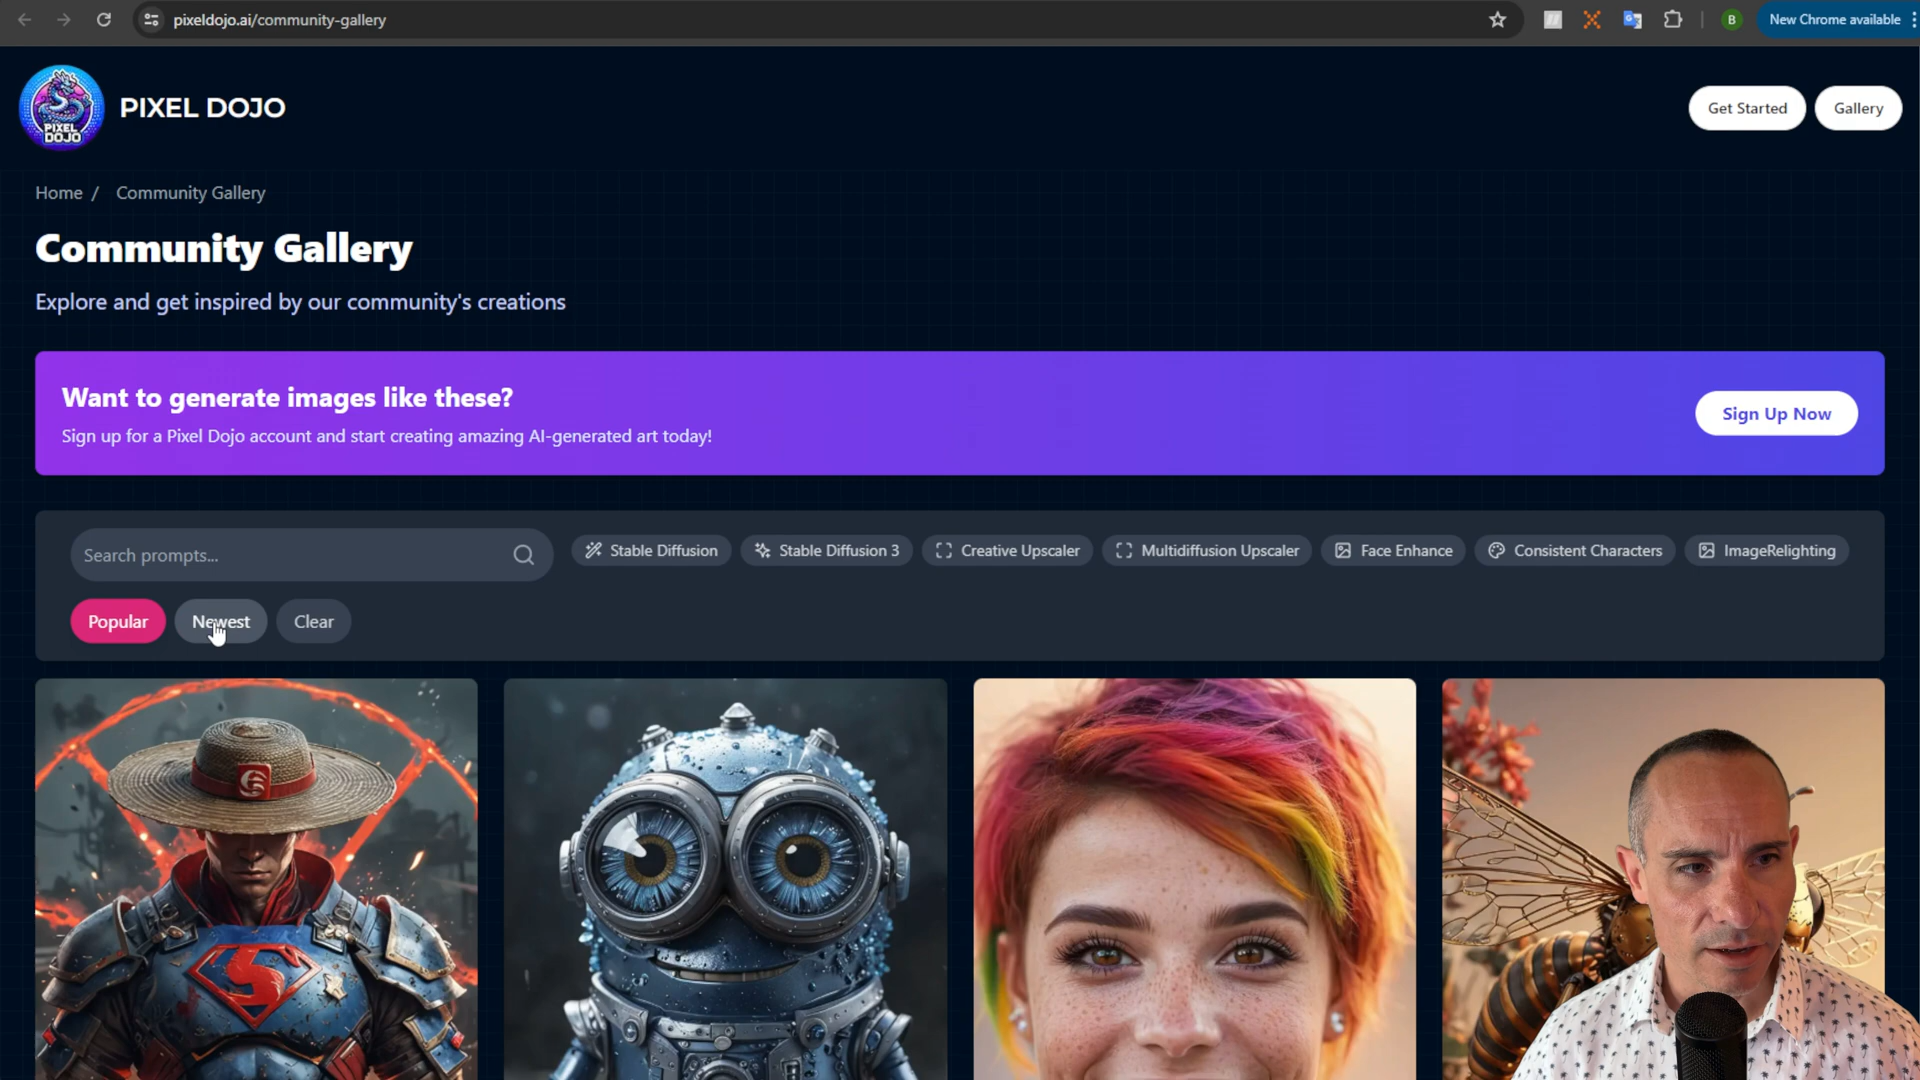 pixeldojo.ai/community-gallery
B
New Chrome available
PIXEL DOJO
PIXEL DOJO
Get Started
Gallery
Home / Community Gallery
Community Gallery
Explore and get inspired by our community's creations
Want to generate images like these?
Sign up for a Pixel Dojo account and start creating amazing AI-generated art today!
Sign Up Now
Search prompts...
Stable Diffusion
Stable Diffusion 3
Creative Upscaler
Multidiffusion Upscaler
Face Enhance
Consistent Characters
ImageRelighting
Popular
Newest
Clear